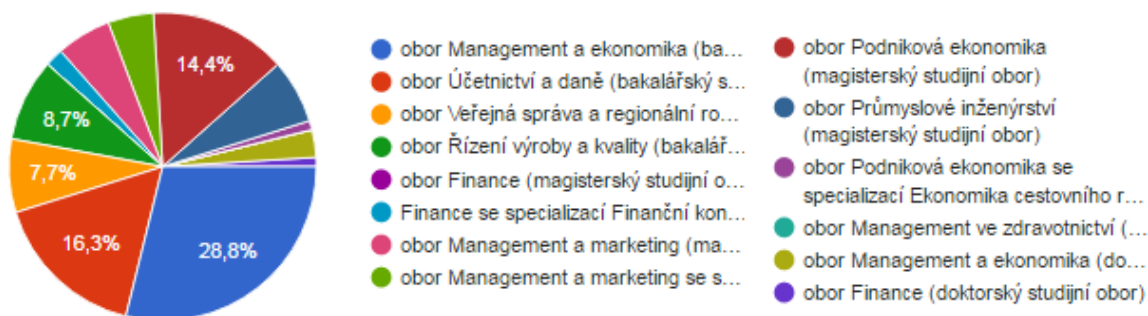 14,4%
8,7%
7,7%
16,3%
28,8%
obor Management a ekonomika (ba...
obor Účetnictví a daně (bakalářský s...
obor Veřejná správa a regionální ro...
obor Řízení výroby a kvality (bakalář...
obor Finance (magisterský studijní o...
Finance se specializací Finanční kon...
obor Management a marketing (ma...
obor Management a marketing se s...
obor Podniková ekonomika
(magisterský studijní obor)
obor Průmyslové inženýrství
(magisterský studijní obor)
obor Podniková ekonomika se
specializací Ekonomika cestovního r...
obor Management ve zdravotnictví (...
obor Management a ekonomika (do...
obor Finance (doktorský studijní obor)